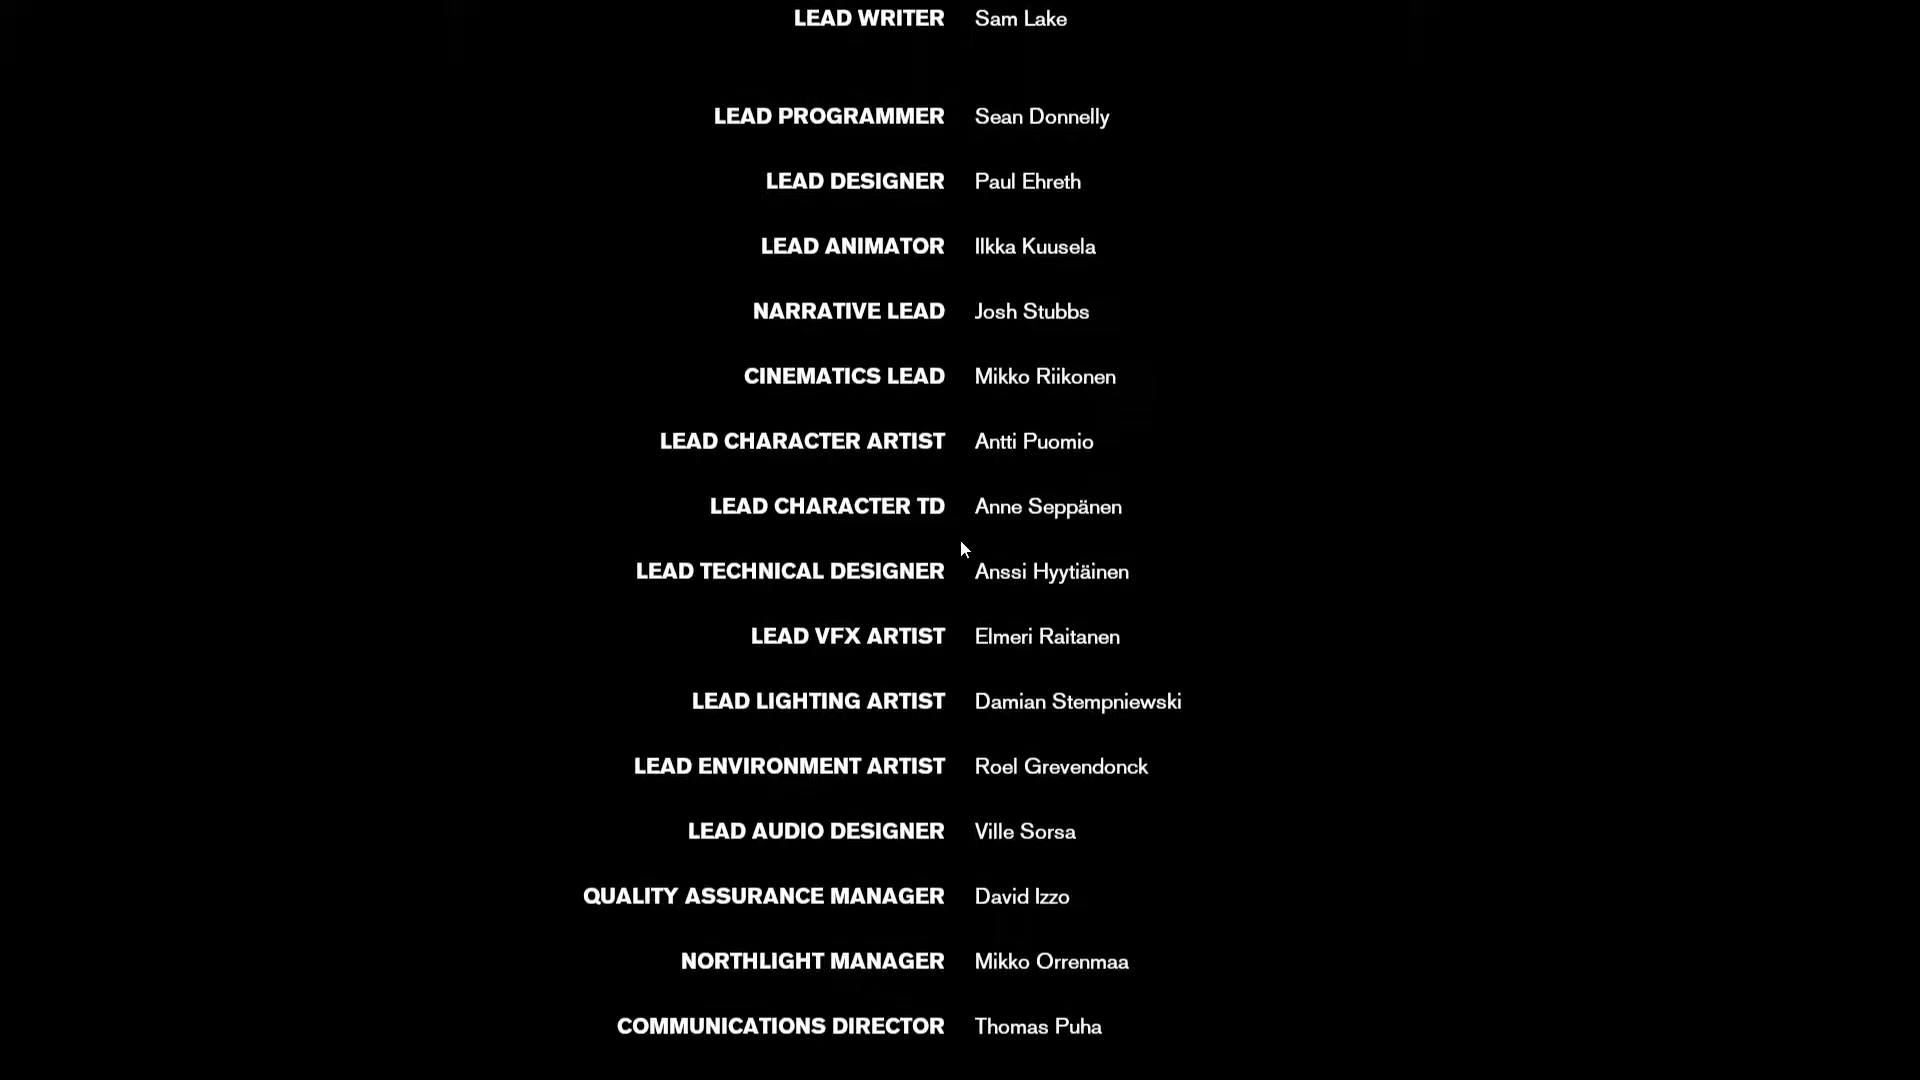 LEAD WRITER Sam Lake
LEAD PROGRAMMER Sean Donnelly
LEAD DESIGNER Paul Ehreth
LEAD ANIMATOR Ilkka Kuusela
NARRATIVE LEAD Josh Stubbs
CINEMATICS LEAD Mikko Riikonen
LEAD CHARACTER ARTIST Antti Puomio
LEAD CHARACTER TD Anne Seppänen
LEAD TECHNICAL DESIGNER Anssi Hyytiäinen
LEAD VFX ARTIST Elmeri Raitanen
LEAD LIGHTING ARTIST Damian Stempniewski
LEAD ENVIRONMENT ARTIST Roel Grevendonck
LEAD AUDIO DESIGNER Ville Sorsa
QUALITY ASSURANCE MANAGER David Izzo
NORTHLIGHT MANAGER Mikko Orrenmaa
COMMUNICATIONS DIRECTOR Thomas Puha